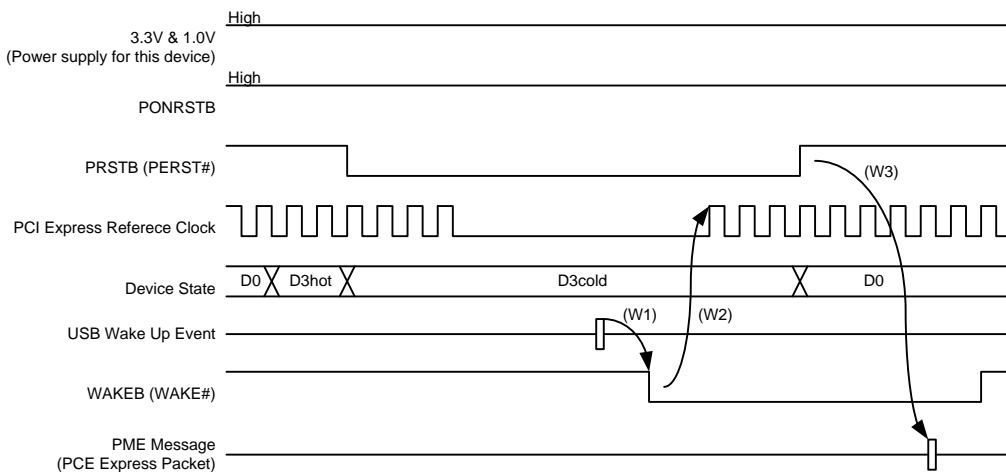 High
3.3V & 1.0V
(Power supply for this device)
High
PONRSTB
PRSTB (PERST#)
(W3)
PCI Express Referece Clock
Device State
D0
D3hot
D3cold
D0
USB Wake Up Event
(W1)
(W2)
WAKEB (WAKE#)
PME Message
(PCE Express Packet)